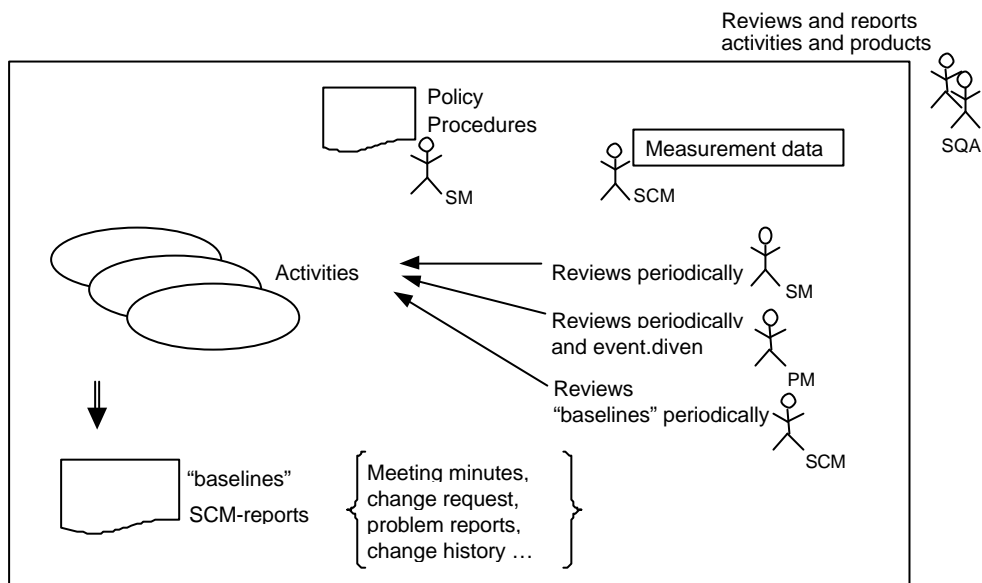 Reviews and reports
activities and products
SQA
Policy
Procedures
SM
Measurement data
SCM
Activities
Reviews periodically
SM
Reviews periodically
and event.diven
PM
Reviews
“baselines” periodically
SCM
“baselines”
SCM-reports
Meeting minutes,
change request,
problem reports,
change history …